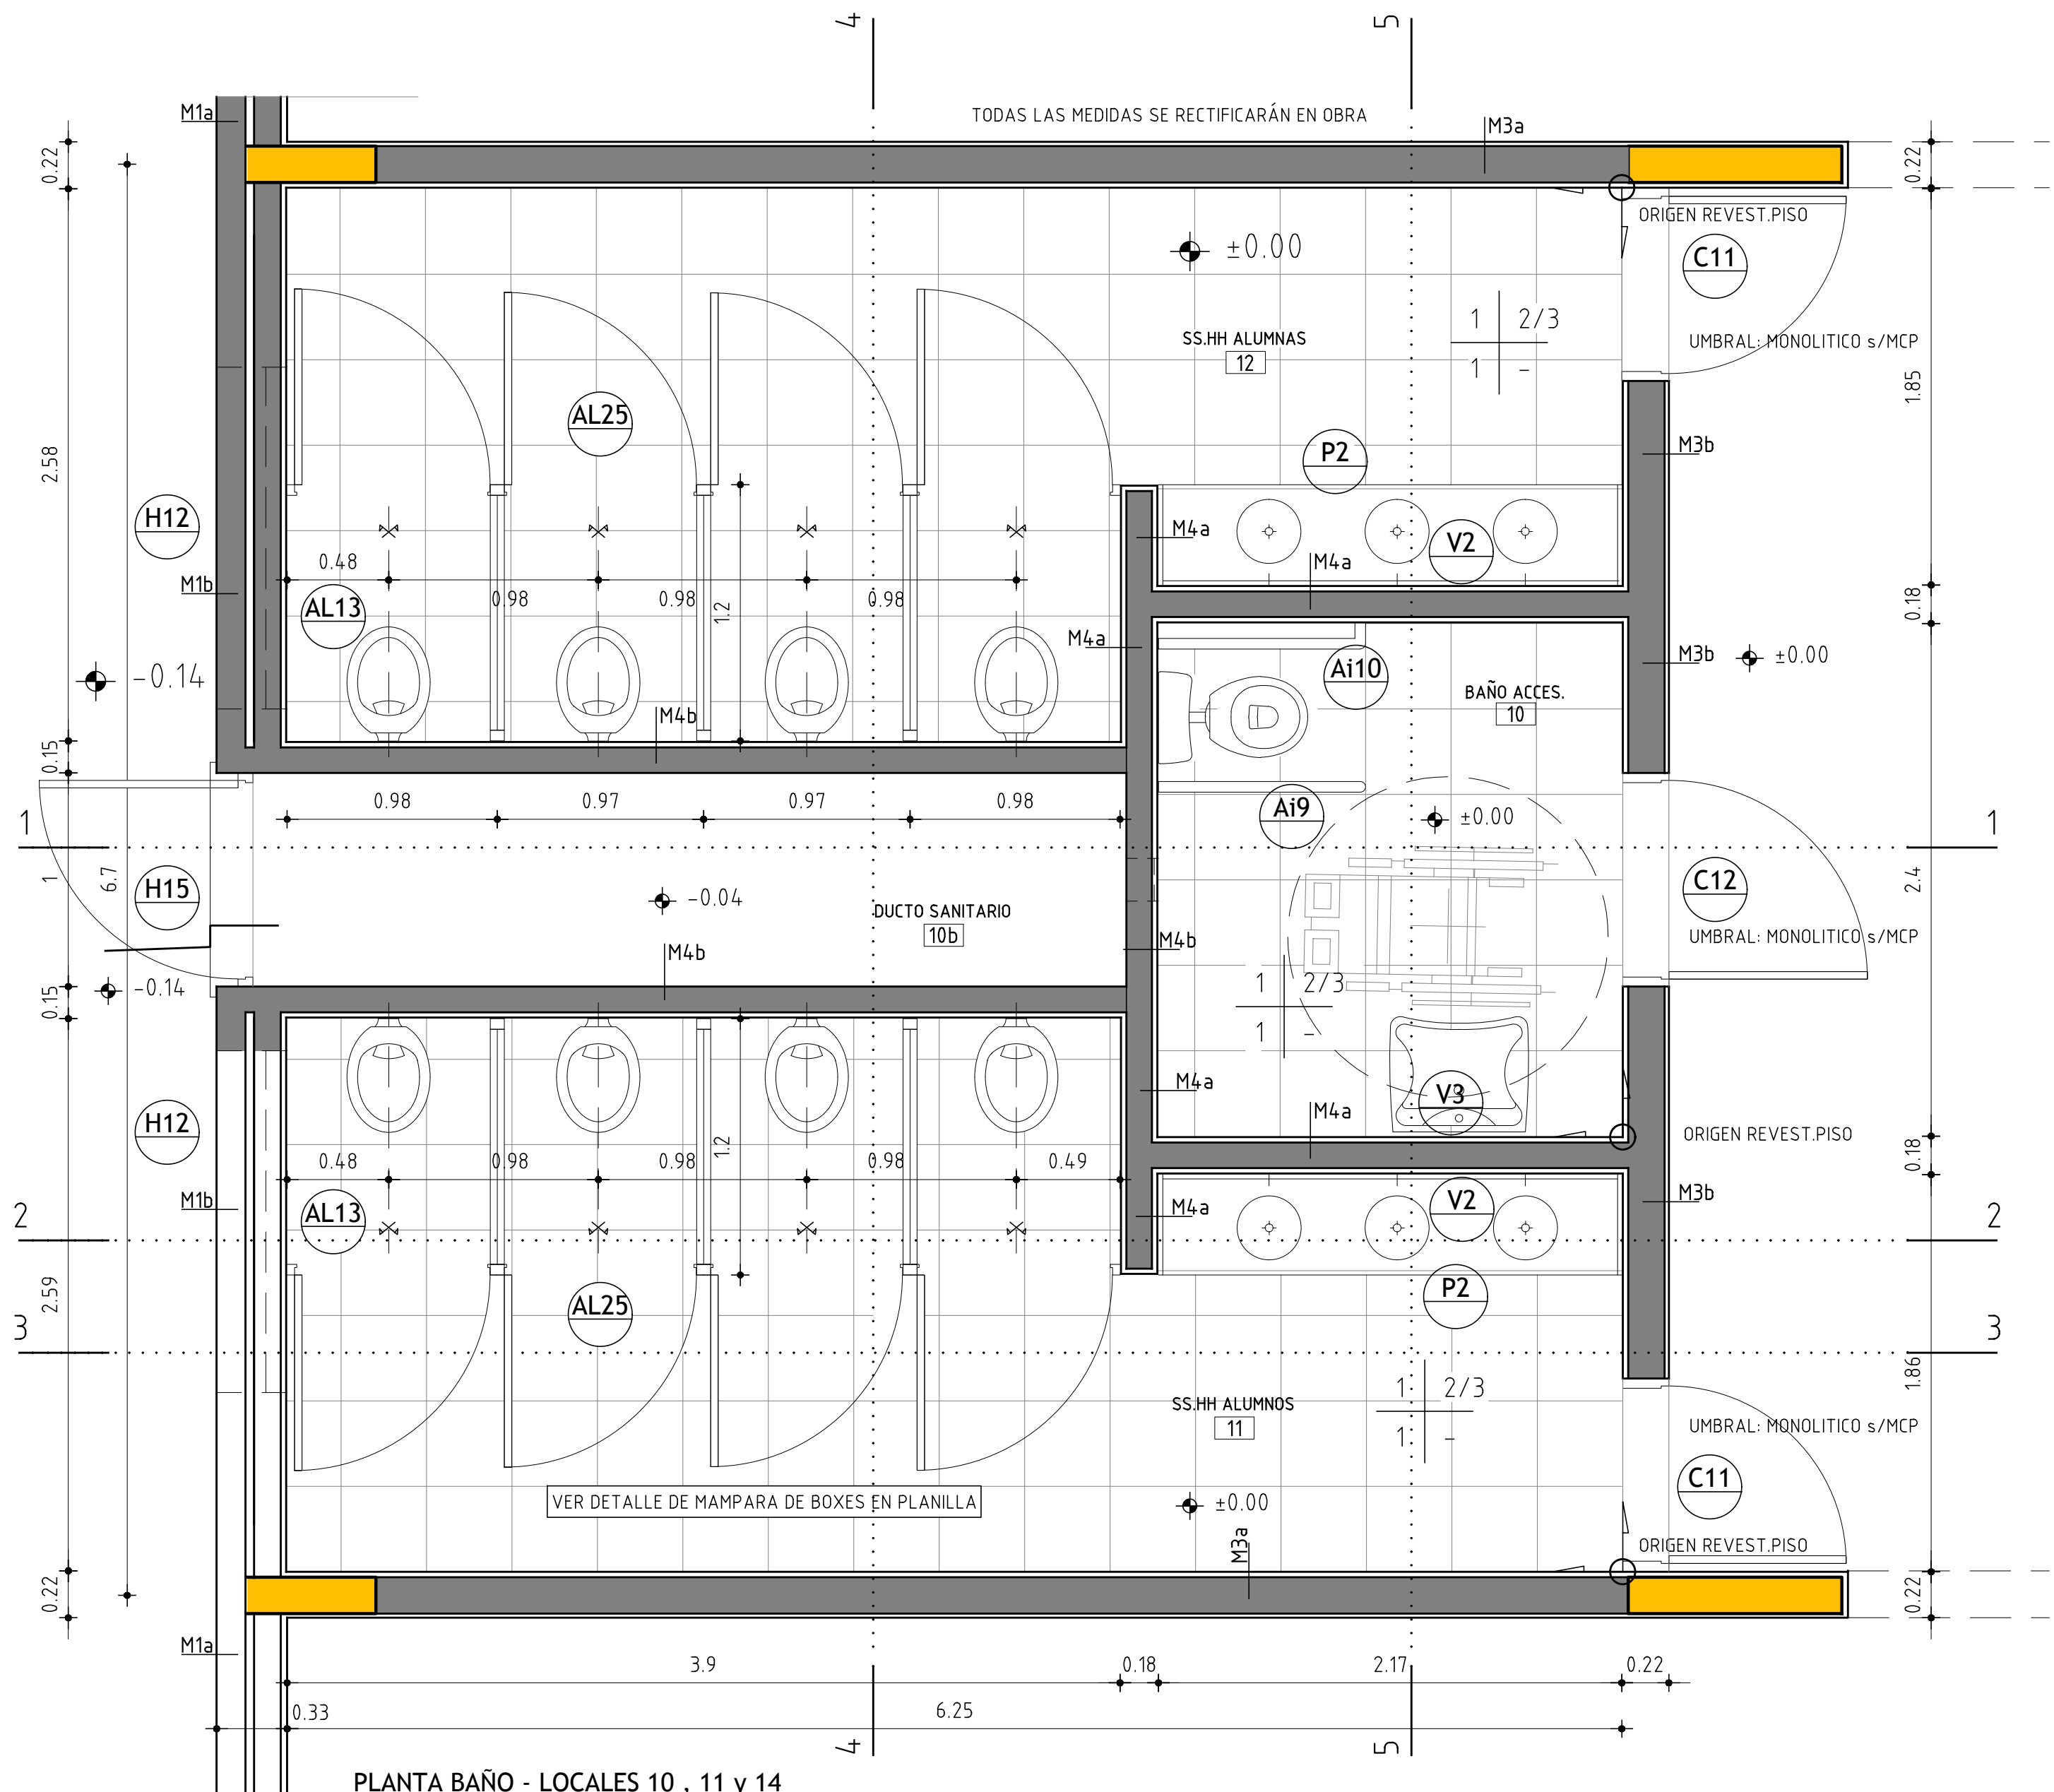 4 5
M1a
TODAS LAS MEDIDAS SE RECTIFICARÁN EN OBRA
M3a
0.22 0.22
ORIGEN REVEST.PISO
±0.00
C11
1 2/3
1 -
SS.HH ALUMNAS
12
UMBRAL: MONOLITICO s/MCP
1.85
AL25
P2
M3b
2.58
H12
M4a
V2
0.48
M4a
M1b
AL13
0.98 0.98 0.98
1.2
0.18
M4a
M3b
±0.00
-0.14
Ai10
BAÑO ACCES.
10
M4b
0.15
0.98 0.97 0.97 0.98
Ai9
±0.00
1 1
1
6.7
H15
C12
2.4
-0.04
DUCTO SANITARIO
10b
UMBRAL: MONOLITICO s/MCP
M4b
M4b
-0.14
0.15
1 2/3
1 -
M4a
V3
M4a
H12
ORIGEN REVEST.PISO
1.2
0.18
0.48 0.98 0.98 0.98 0.49
M1b
AL13
M4a
V2
M3b
2 2
2.59
AL25
P2
3 3
1.86
1 2/3
1 -
SS.HH ALUMNOS
11
UMBRAL: MONOLITICO s/MCP
VER DETALLE DE MAMPARA DE BOXES EN PLANILLA
±0.00
C11
M3a
ORIGEN REVEST.PISO
0.22 0.22
M1a
3.9 0.18 2.17 0.22
0.33 6.25
4 5
PLANTA BAÑO - LOCALES 10 , 11 y 14